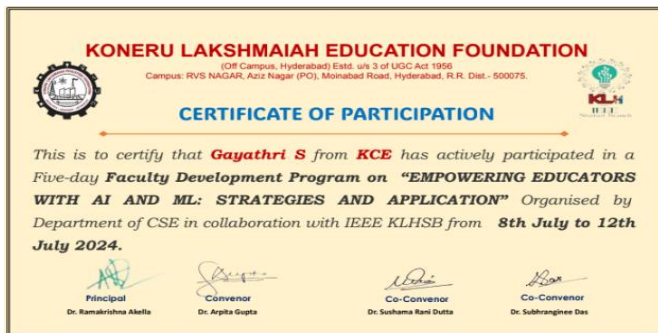 KONERU LAKSHMAIAH EDUCATION FOUNDATION
(Off Campus, Hyderabad) Estd. u/s 3 of UGC Act 1956
Campus: RVS NAGAR, Aziz Nagar (PO), Moinabad Road, Hyderabad, R.R. Dist.- 500075.
KLH
IEEE
CERTIFICATE OF PARTICIPATION
This is to certify that Gayathri S from KCE has actively participated in a
Five-day Faculty Development Program on "EMPOWERING EDUCATORS
WITH AI AND ML: STRATEGIES AND APPLICATION" Organised by
Department of CSE in collaboration with IEEE KLHSB from 8th July to 12th
July 2024.
Principal Convenor Co-Convenor Co-Convenor
Dr. Ramakrishna Akella Dr. Arpita Gupta Dr. Sushama Rani Dutta Dr. Subhranginee Das